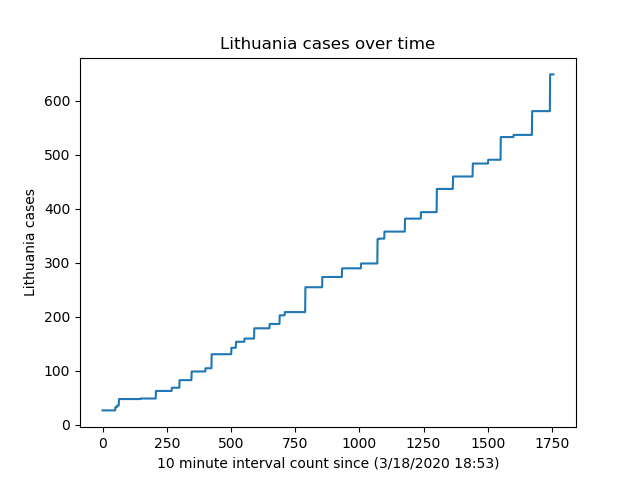 Lithuania cases over time
Lithuania cases
600
500
400
300
200
100
0
0 250 500 750 1000 1250 1500 1750
10 minute interval count since (3/18/2020 18:53)